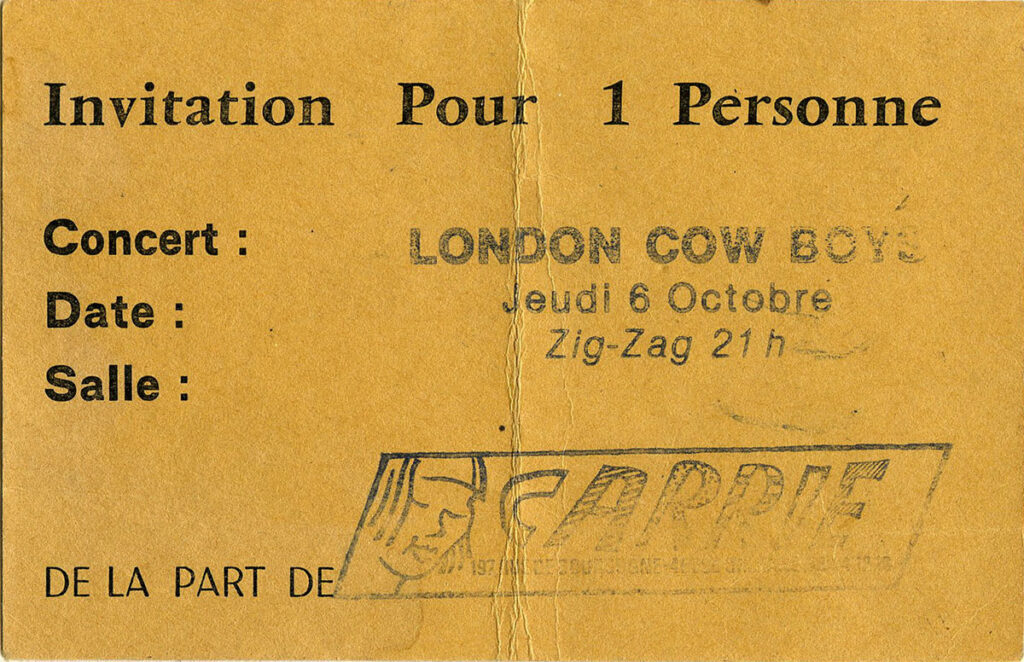 Invitation Pour 1 Personne
Concert : LONDON COW BOYS
Date : Jeudi 6 Octobre
Zig-Zag 21 h
Salle :
CARRIE
DE LA PART DE